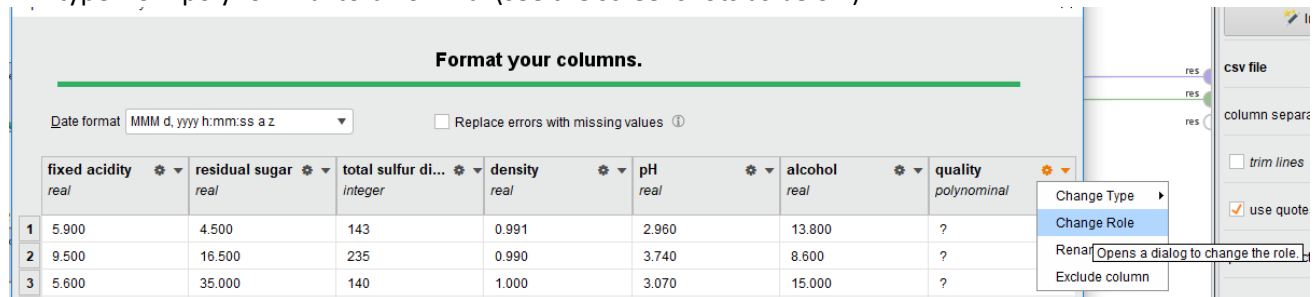 Format your columns.
res
csv file
res
Date format MMM d, yyyy h:mm:ss a z
Replace errors with missing values
res
column separa
fixed acidity residual sugar total sulfur di... density pH alcohol quality
real real integer real real real polynominal
trim lines
Change Type
use quote
1 5.900 4.500 143 0.991 2.960 13.800 ?
Change Role
2 9.500 16.500 235 0.990 3.740 8.600 ?
Opens a dialog to change the role.
3 5.600 35.000 140 1.000 3.070 15.000 ?
Exclude column